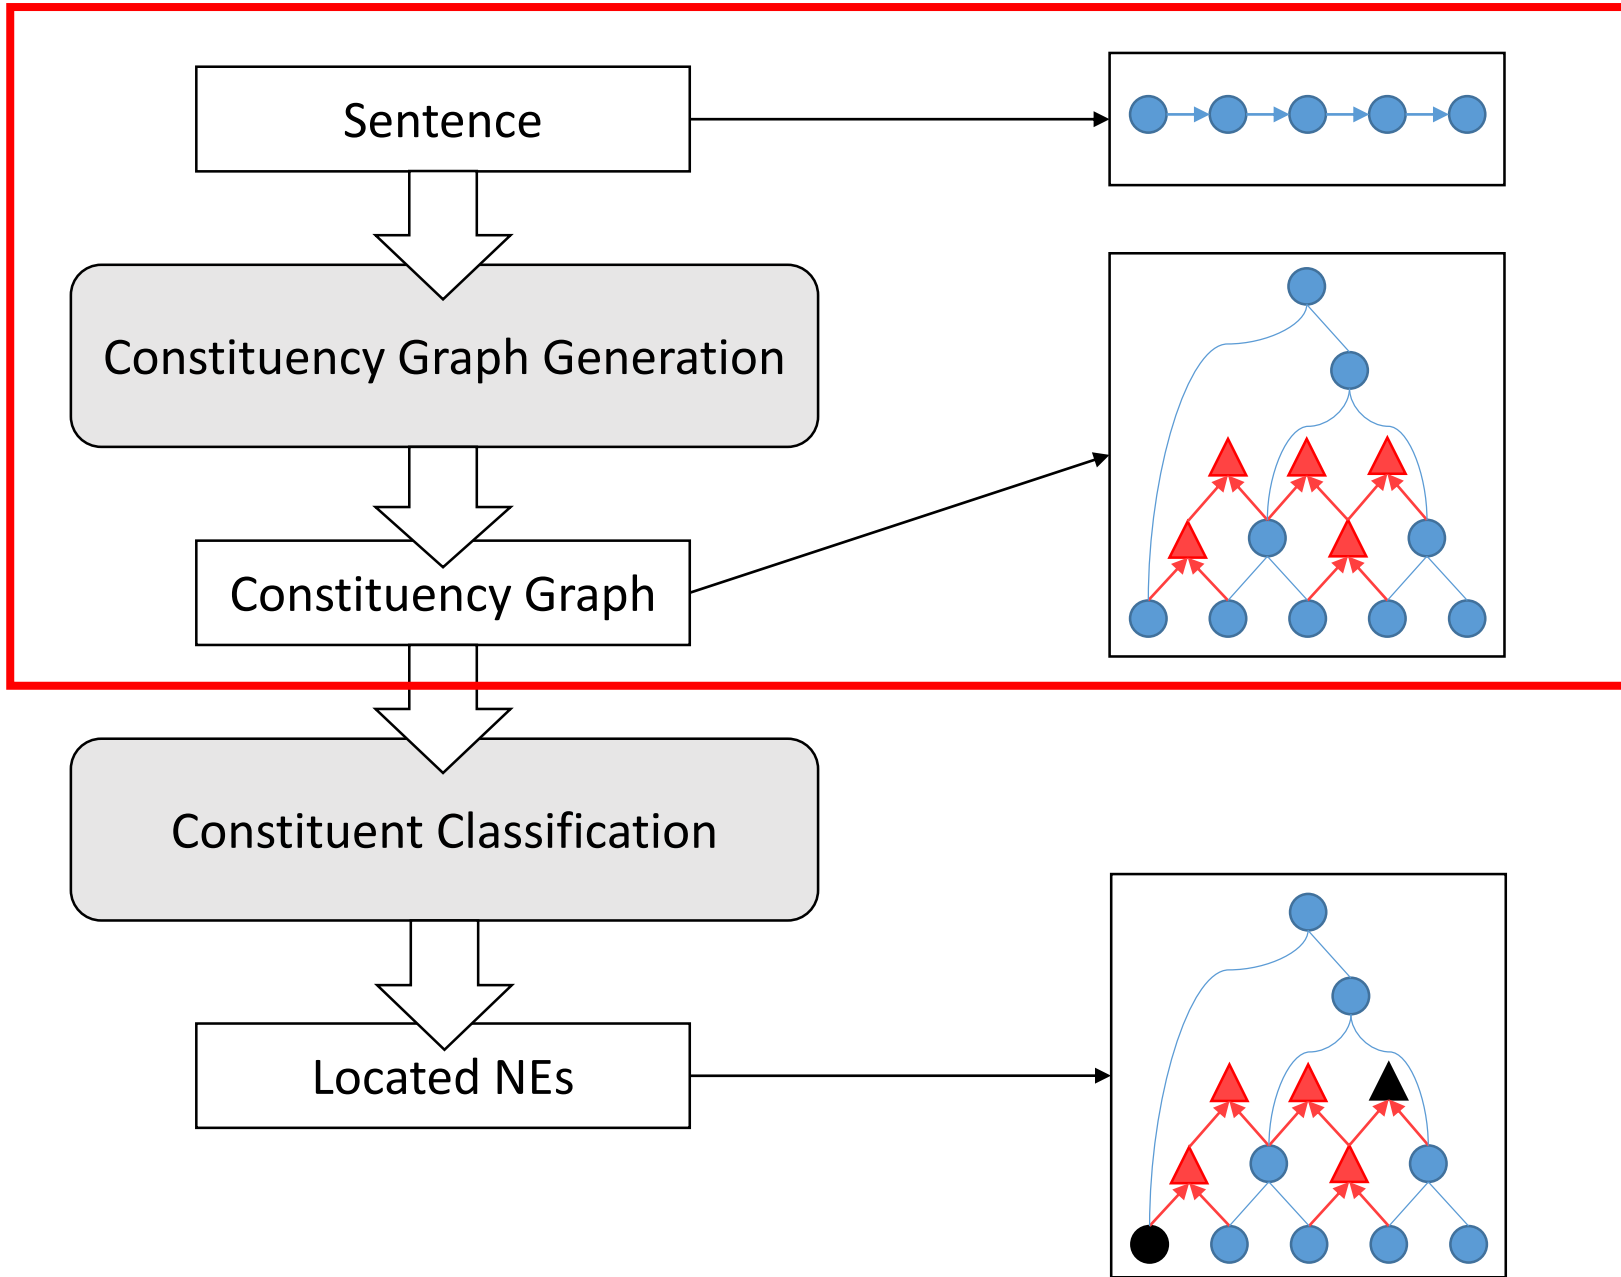 Sentence
Constituency Graph Generation
Constituency Graph
Constituent Classification
Located NEs